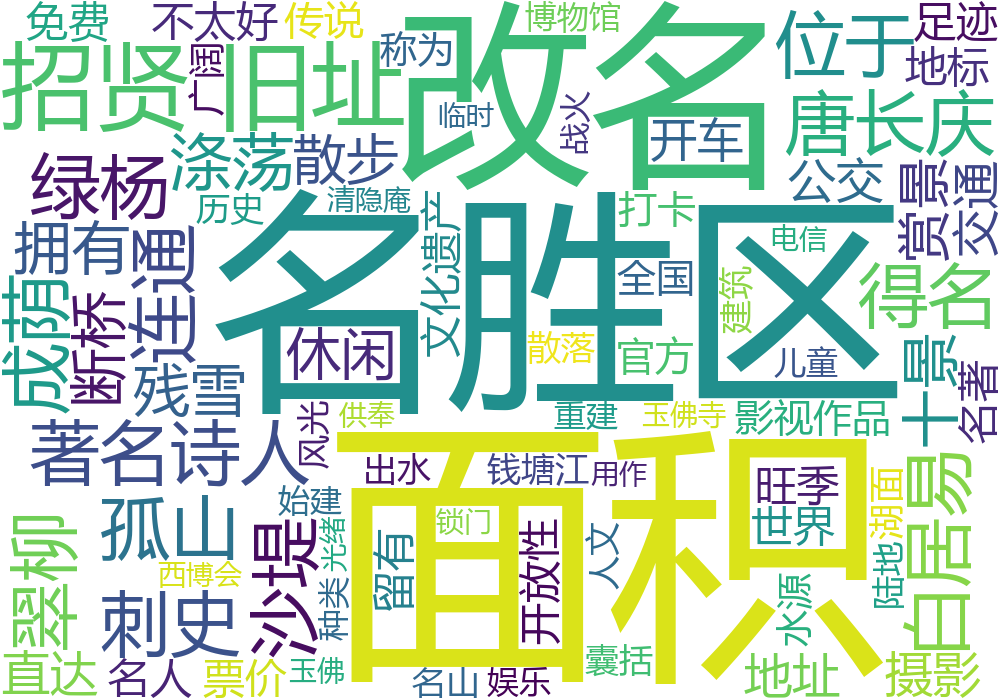 免费
不太好
传说
博物馆
足迹
招贤
广阔
旧址
称为
改名
位于
地标
临时
战火
开车
唐长庆
绿杨
涤荡
散步
历史
清隐庵
公交
赏景
交通
拥有
连通
文化遗产
打卡
电信
名胜区
全国
建筑
得名
成荫
断桥
残雪
休闲
散落
官方
儿童
十景
名著
著名诗人
风光
供奉
重建
玉佛寺
影视作品
面积
出水
钱塘江
用作
旺季
湖面
白居易
翠柳
孤山
沙堤
始建
光绪
锁门
世界
西博会
留有
开放性
人文
陆地
刺史
种类
水源
直达
名人
票价
玉佛
名山
娱乐
囊括
地址
摄影